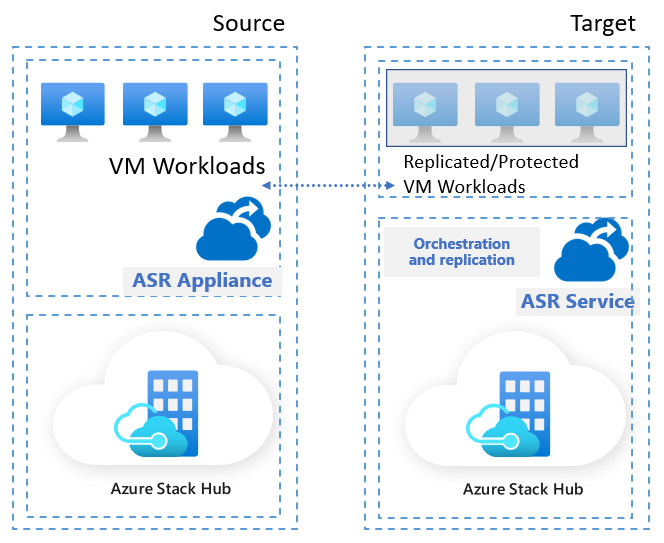 Source
Target
VM Workloads
Replicated/Protected
VM Workloads
ASR Appliance
Orchestration
and replication
ASR Service
Azure Stack Hub
Azure Stack Hub